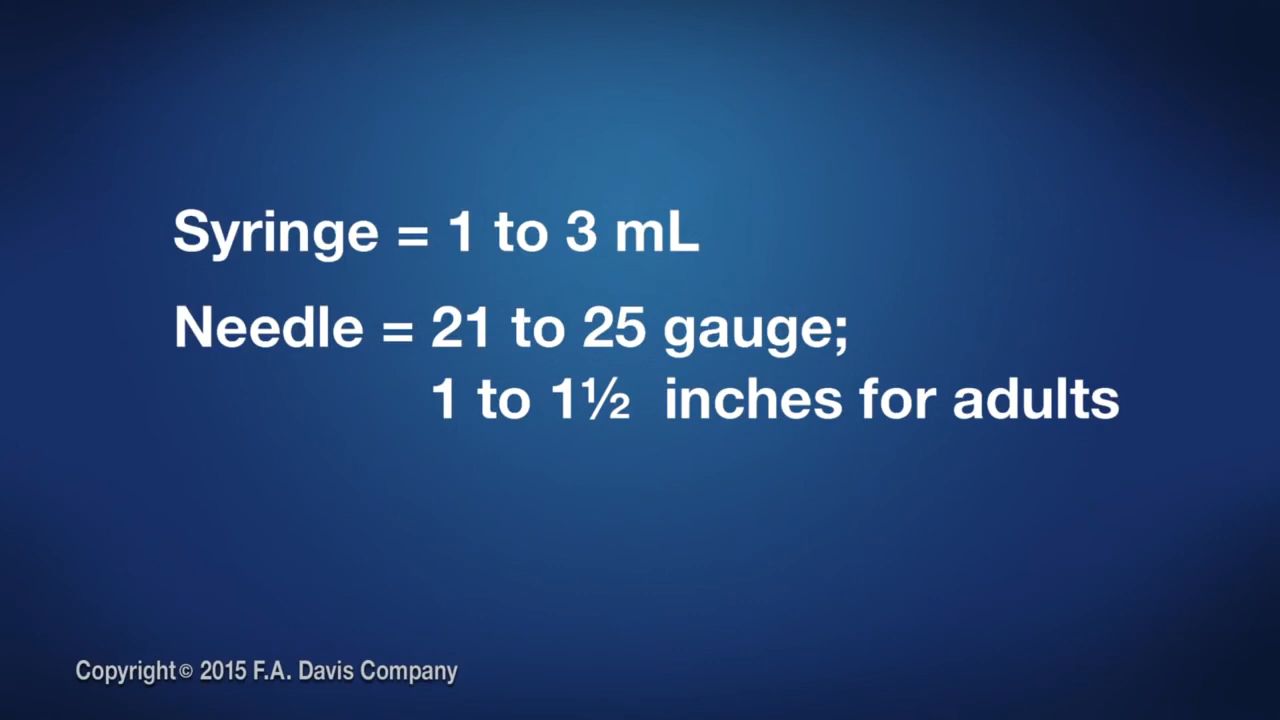 Syringe = 1 to 3 mL
Needle = 21 to 25 gauge;
1 to 1½ inches for adults
Copyright © 2015 F.A. Davis Company